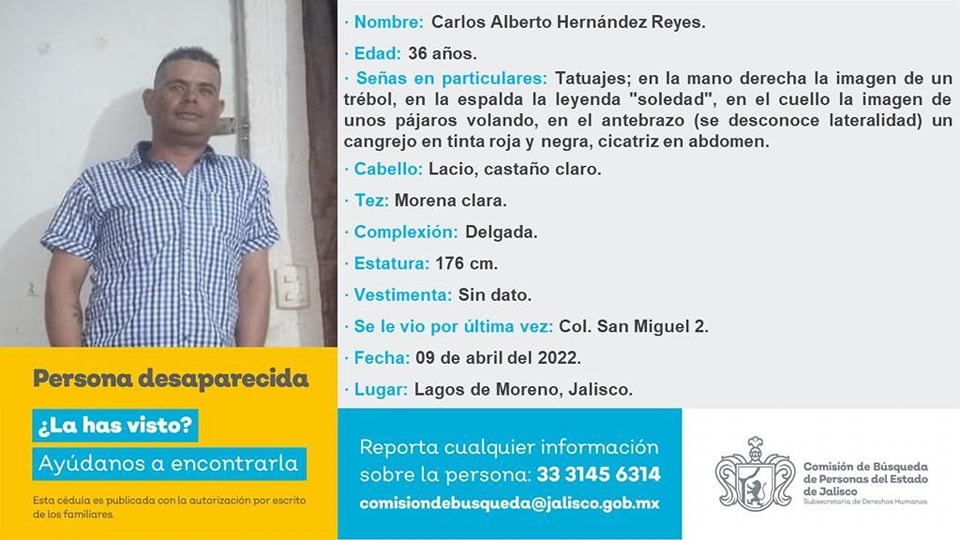 · Nombre: Carlos Alberto Hernández Reyes.
· Edad: 36 años.
· Señas en particulares: Tatuajes; en la mano derecha la imagen de un
trébol, en la espalda la leyenda "soledad", en el cuello la imagen de
unos pájaros volando, en el antebrazo (se desconoce lateralidad) un
cangrejo en tinta roja y negra, cicatriz en abdomen.
· Cabello: Lacio, castaño claro.
· Tez: Morena clara.
· Complexión: Delgada.
· Estatura: 176 cm.
· Vestimenta: Sin dato.
· Se le vio por última vez: Col. San Miguel 2.
· Fecha: 09 de abril del 2022.
· Lugar: Lagos de Moreno, Jalisco.
Persona desaparecida
¿La has visto?
Ayúdanos a encontrarla
Esta cédula es publicada con la autorización por escrito
de los familiares.
Reporta cualquier información
sobre la persona: 33 3145 6314
comisiondebusqueda@jalisco.gob.mx
Comisión de Búsqueda
de Personas del Estado
de Jalisco
Subsecretaría de Derechos Humanos